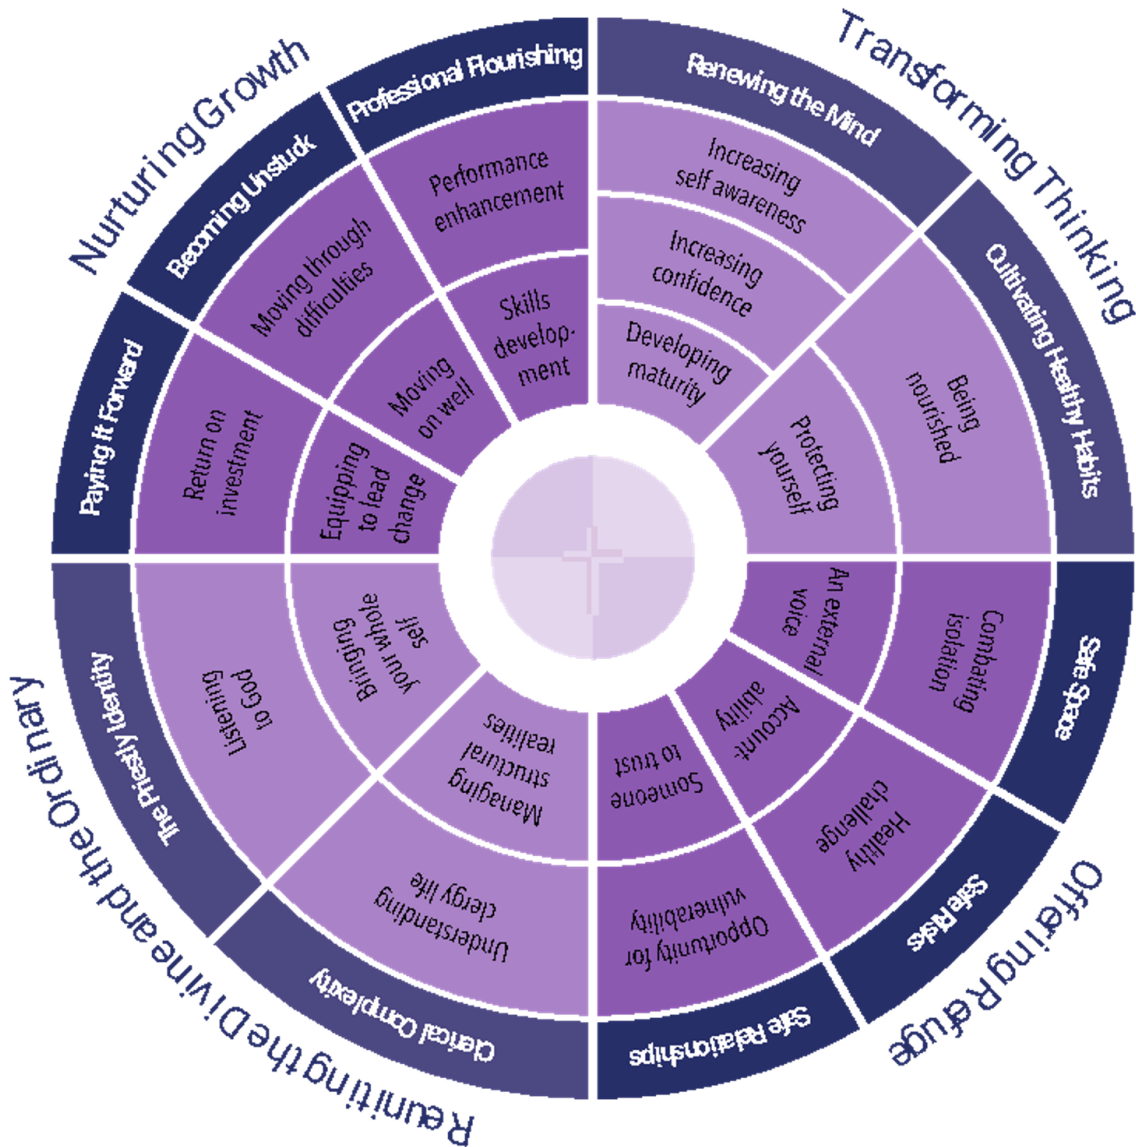 Transforming Thinking
Renewing the Mind
Increasing
self awareness
Increasing
confidence
Developing
maturity
Cultivating Healthy Habits
Being
nourished
Protecting
yourself
Offering Refuge
Safe Space
Combating
isolation
An external
voice
Safe Risks
Healthy
challenge
Account-
ability
Safe Relationships
Opportunity for
vulnerability
Someone
to trust
Reuniting the Divine and the Ordinary
Clerical Complexity
Understanding
clergy life
Managing
structural
realities
The Priestly Identity
Listening
to God
Bringing
your whole
self
Nurturing Growth
Paying It Forward
Return on
investment
Equipping
to lead
change
Becoming Unstuck
Moving through
difficulties
Moving
on well
Professional Flourishing
Performance
enhancement
Skills
develop-
ment